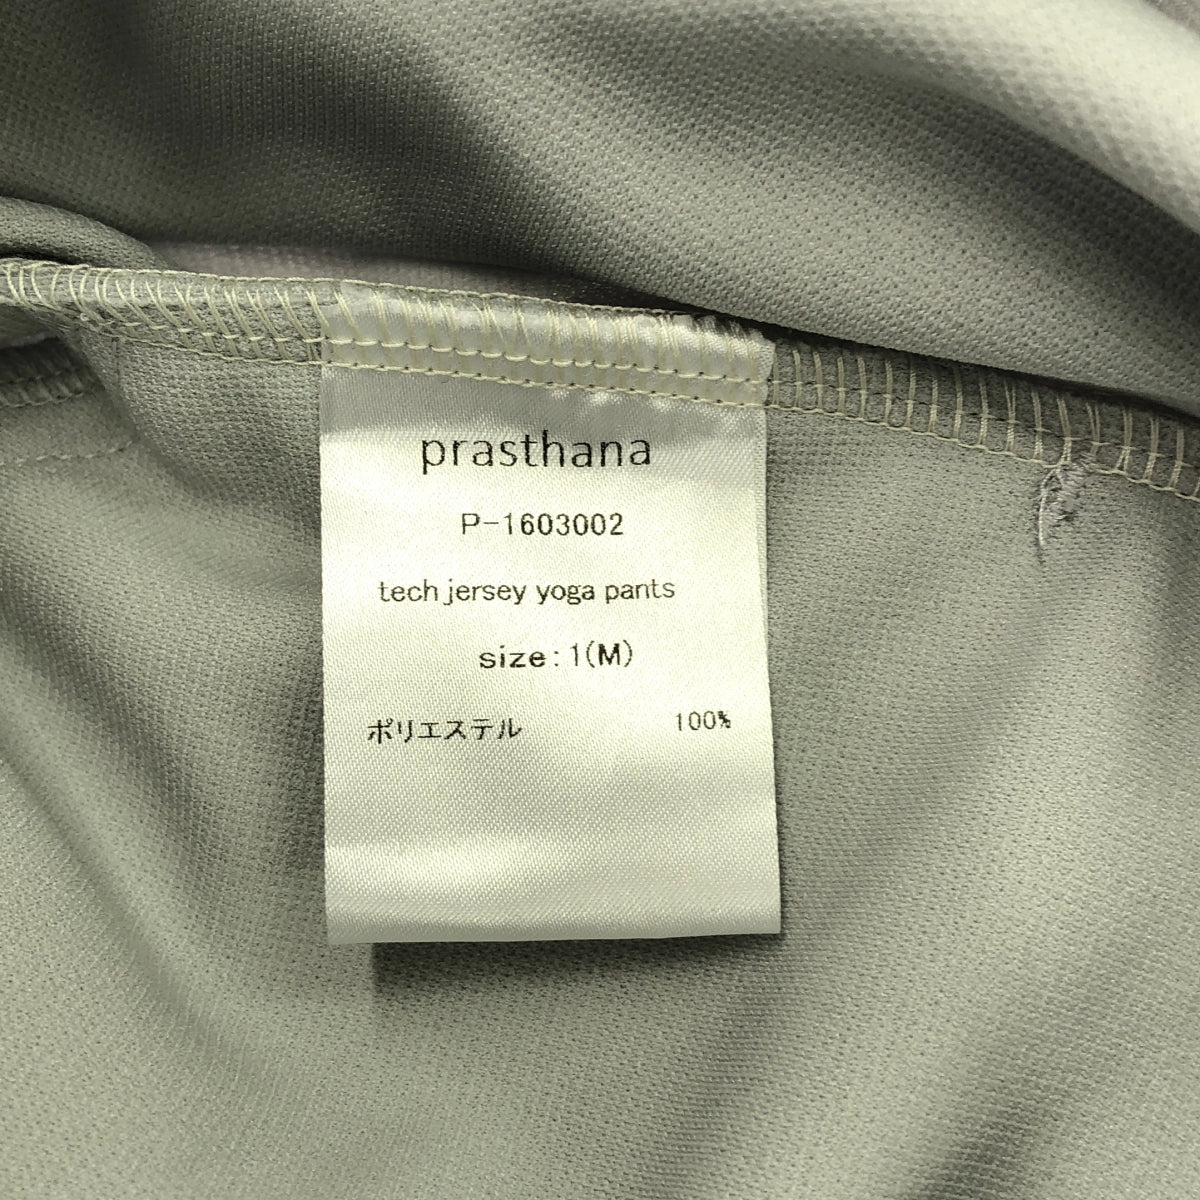 prasthana
P-1603002
tech jersey yoga pants
size:1(M)
ポリエステル 100%